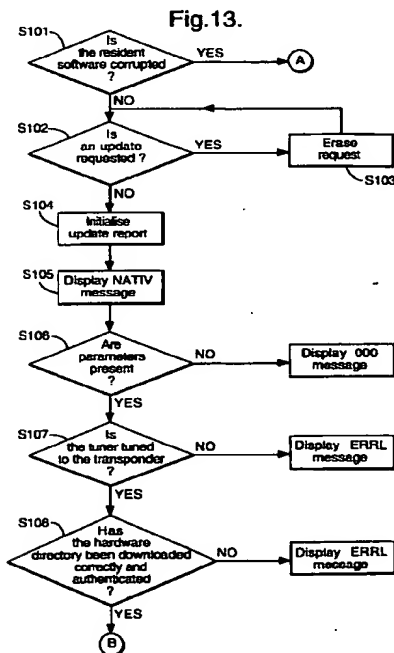 Fig.13.
S101
Is
the resident
software corrupted
?
YES
A
NO
S102
Is
an update
requested ?
YES
Erase
request
S103
NO
S104
Initialise
update report
S105
Display NATIV
message
S106
Are
parameters
present
?
NO
Display 000
message
YES
S107
Is
the tuner tuned
to the transponder
?
NO
Display ERRL
message
YES
S108
Has
the hardware
directory been downloaded
correctly and
authenticated
?
NO
Display ERRL
message
YES
B